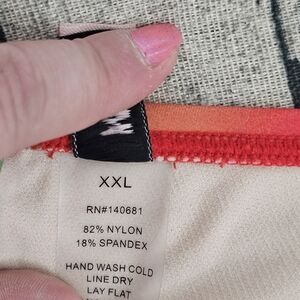 XXL
RN#140681
82% NYLON
18% SPANDEX
HAND WASH COLD
LINE DRY
LAY FLAT